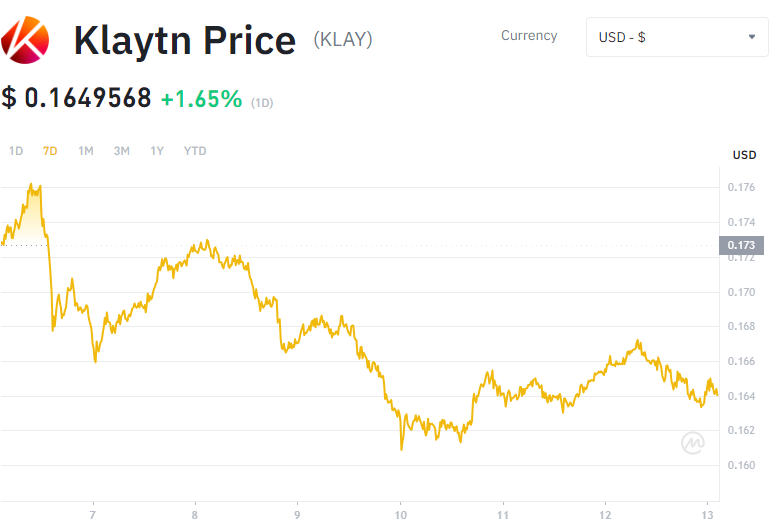 Klaytn Price (KLAY)
Currency
USD - $
$ 0.1649568 +1.65% (1D)
1D 7D 1M 3M 1Y YTD
USD
0.176
0.174
0.173
0.172
0.170
0.168
0.166
0.164
0.162
0.160
7 8 9 10 11 12 13